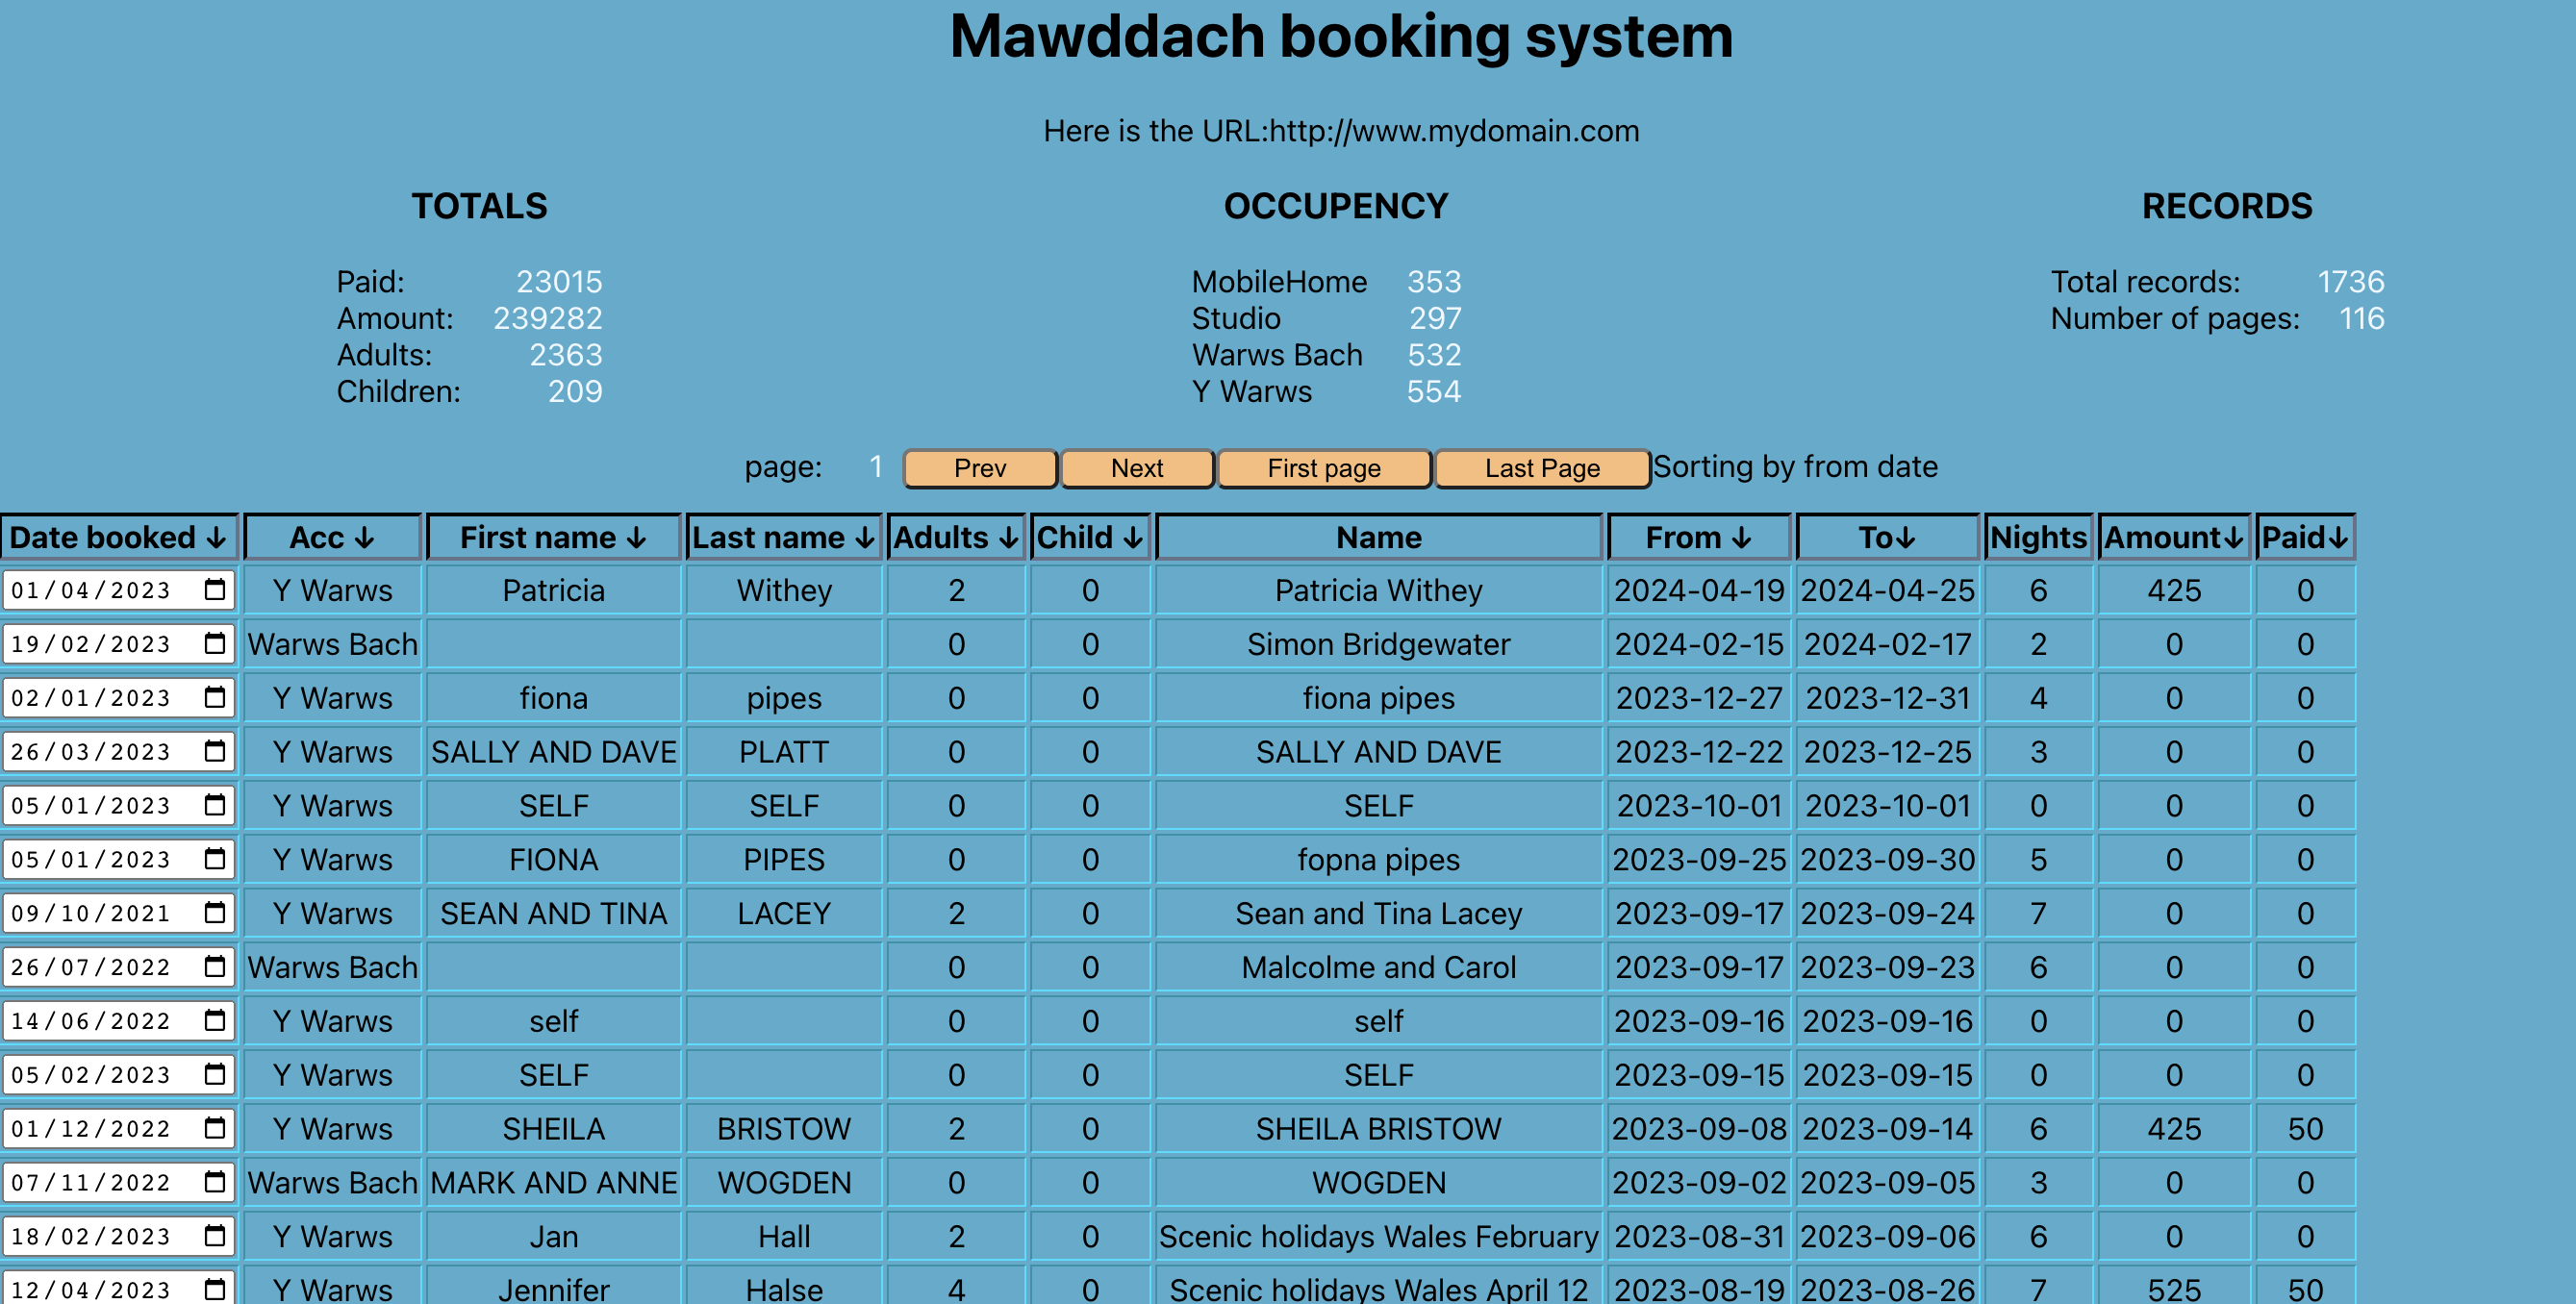 Mawddach booking system
Here is the URL:http://www.mydomain.com
TOTALS
Paid: 23015
Amount: 239282
Adults: 2363
Children: 209
OCCUPENCY
MobileHome 353
Studio 297
Warws Bach 532
Y Warws 554
RECORDS
Total records: 1736
Number of pages: 116
page: 1 Prev Next First page Last Page Sorting by from date
Date booked ↓ Acc ↓ First name ↓ Last name ↓ Adults ↓ Child ↓ Name From ↓ To↓ Nights Amount↓ Paid↓
01/04/2023 Y Warws Patricia Withey 2 0 Patricia Withey 2024-04-19 2024-04-25 6 425 0
19/02/2023 Warws Bach 0 0 Simon Bridgewater 2024-02-15 2024-02-17 2 0 0
02/01/2023 Y Warws fiona pipes 0 0 fiona pipes 2023-12-27 2023-12-31 4 0 0
26/03/2023 Y Warws SALLY AND DAVE PLATT 0 0 SALLY AND DAVE 2023-12-22 2023-12-25 3 0 0
05/01/2023 Y Warws SELF SELF 0 0 SELF 2023-10-01 2023-10-01 0 0 0
05/01/2023 Y Warws FIONA PIPES 0 0 fopna pipes 2023-09-25 2023-09-30 5 0 0
09/10/2021 Y Warws SEAN AND TINA LACEY 2 0 Sean and Tina Lacey 2023-09-17 2023-09-24 7 0 0
26/07/2022 Warws Bach 0 0 Malcolme and Carol 2023-09-17 2023-09-23 6 0 0
14/06/2022 Y Warws self 0 0 self 2023-09-16 2023-09-16 0 0 0
05/02/2023 Y Warws SELF 0 0 SELF 2023-09-15 2023-09-15 0 0 0
01/12/2022 Y Warws SHEILA BRISTOW 2 0 SHEILA BRISTOW 2023-09-08 2023-09-14 6 425 50
07/11/2022 Warws Bach MARK AND ANNE WOGDEN 0 0 WOGDEN 2023-09-02 2023-09-05 3 0 0
18/02/2023 Y Warws Jan Hall 2 0 Scenic holidays Wales February 2023-08-31 2023-09-06 6 0 0
12/04/2023 Y Warws Jennifer Halse 4 0 Scenic holidays Wales April 12 2023-08-19 2023-08-26 7 525 50